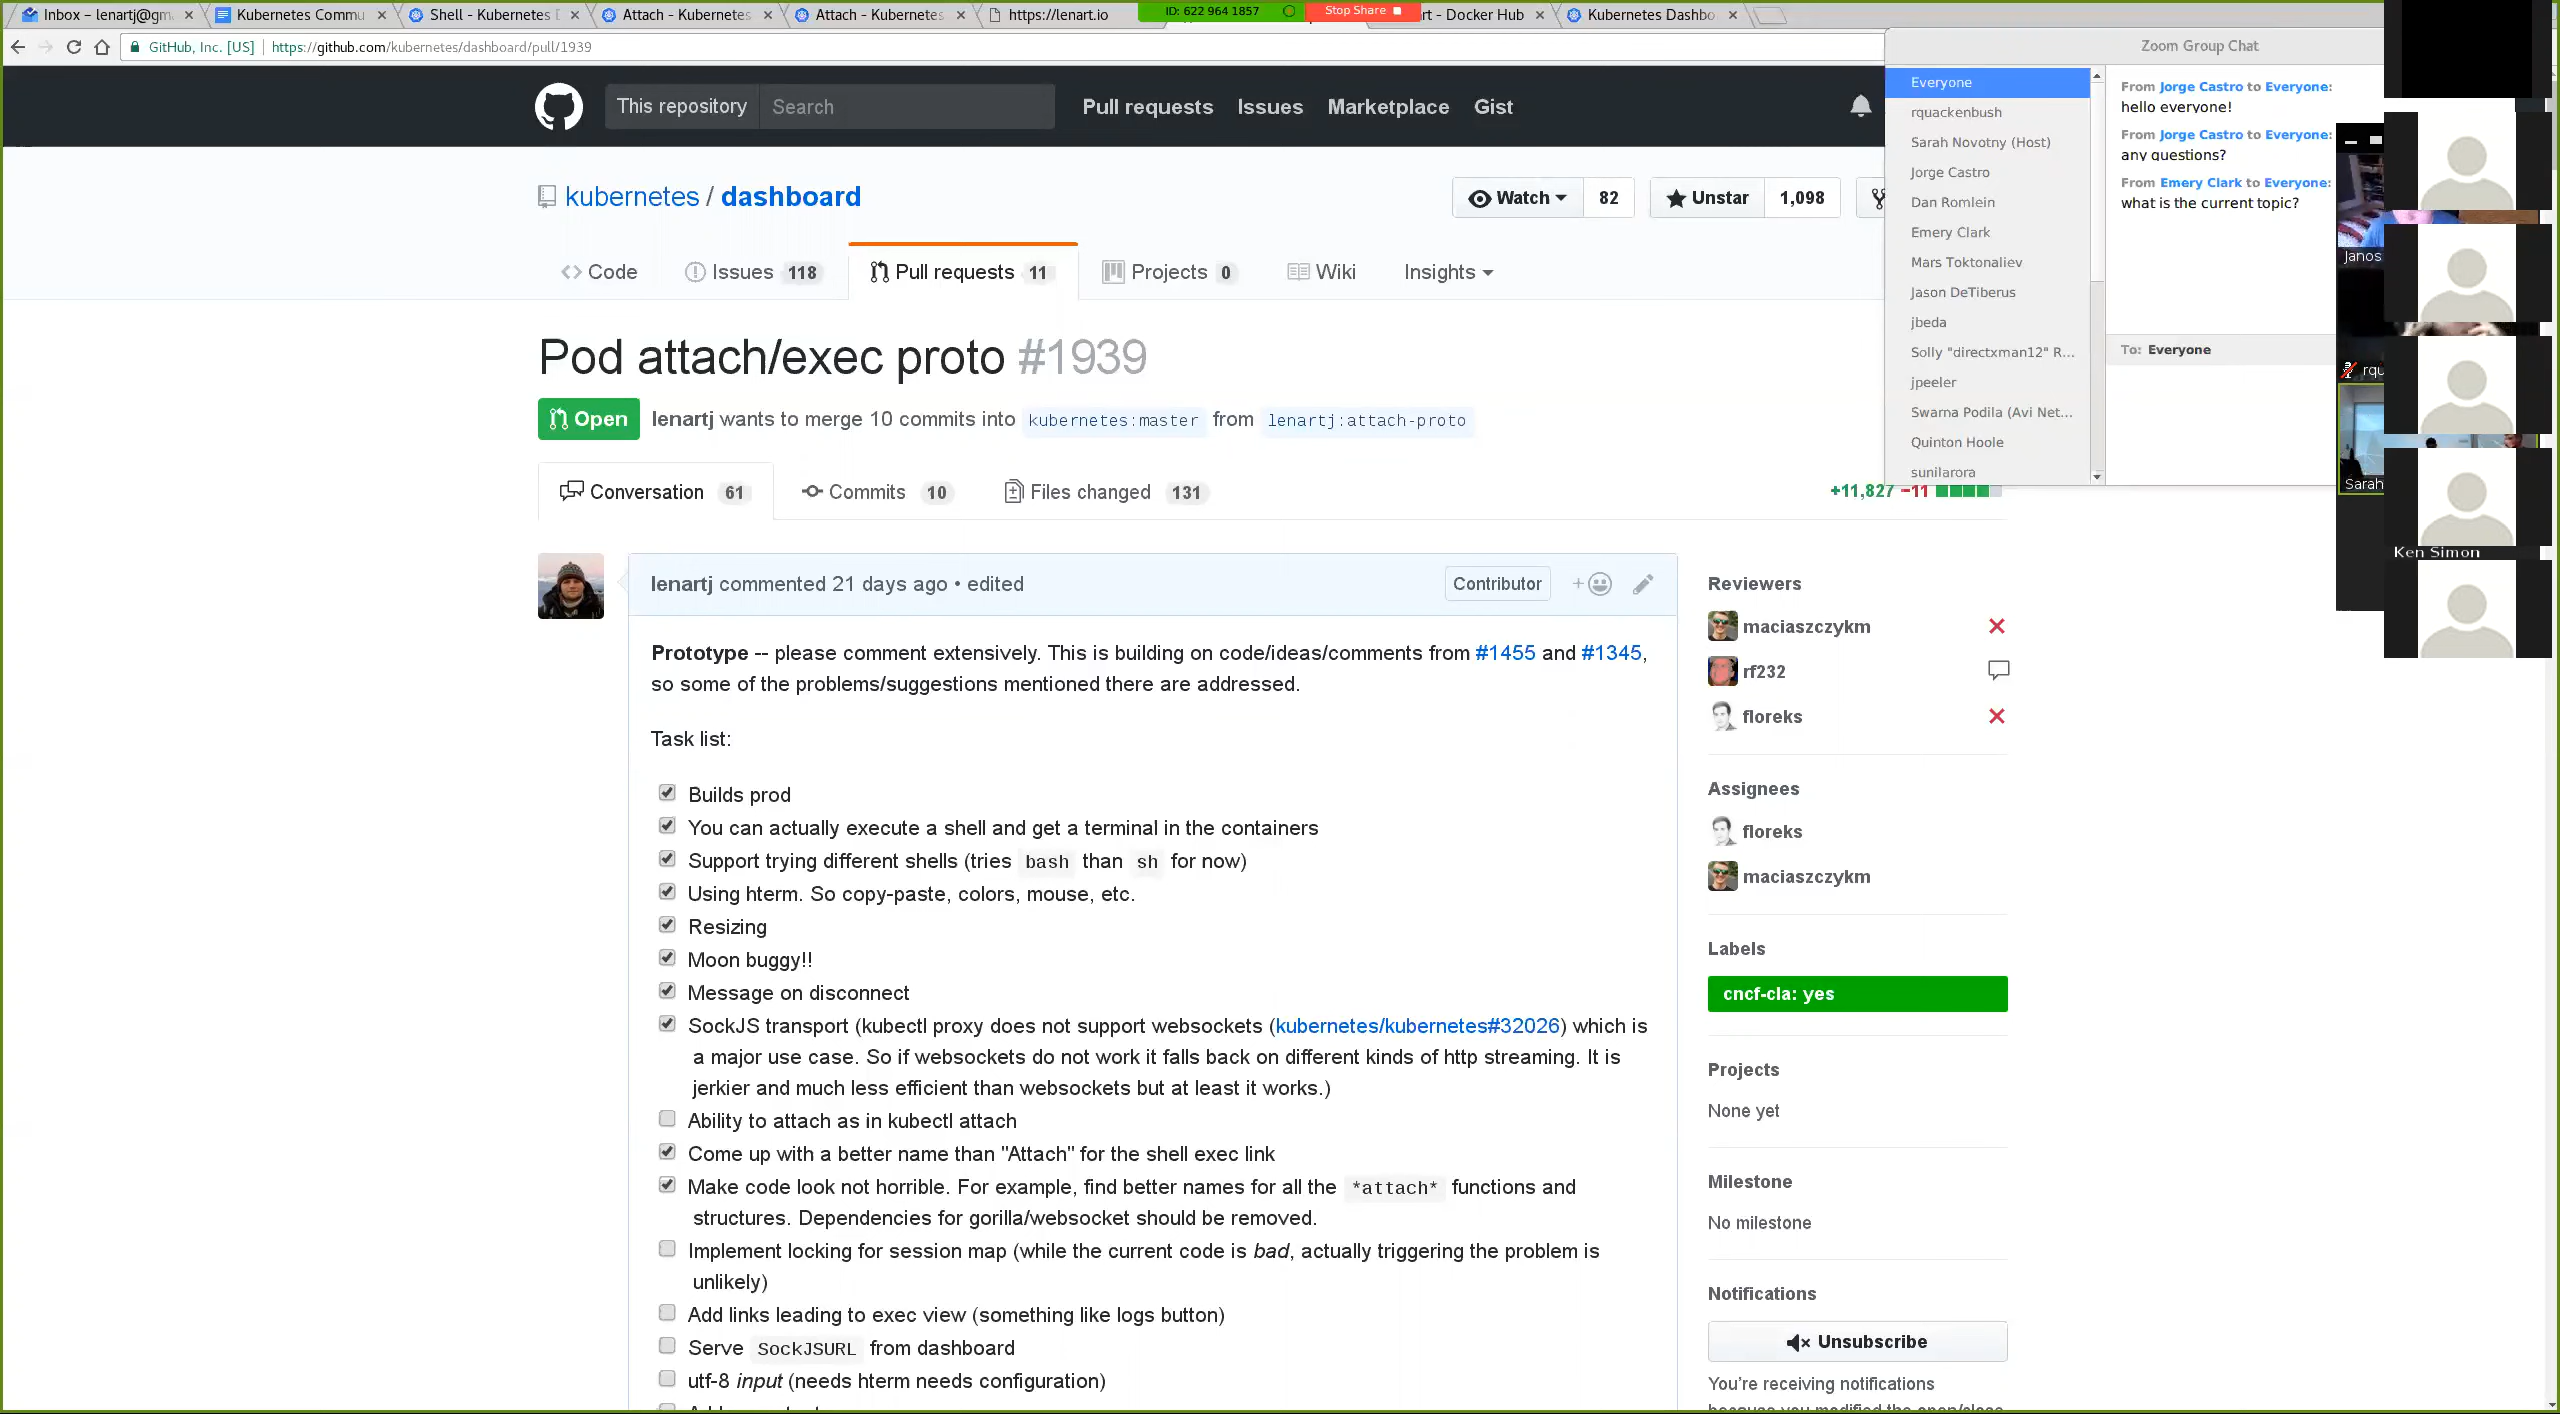 Inbox – lenartj@gm
Kubernetes Commu
Shell - Kubernetes D
Attach - Kubernetes
Attach - Kubernetes
https://lenart.io
ID: 622 964 1857
Stop Share
rt - Docker Hub
Kubernetes Dashbo
GitHub, Inc. [US]
https://github.com/kubernetes/dashboard/pull/1939
This repository
Search
Pull requests
Issues
Marketplace
Gist
kubernetes / dashboard
Watch 82
Unstar 1,098
Code
Issues 118
Pull requests 11
Projects 0
Wiki
Insights
Pod attach/exec proto #1939
Open
lenartj wants to merge 10 commits into kubernetes:master from lenartj:attach-proto
Conversation 61
Commits 10
Files changed 131
+11,827 −11
lenartj commented 21 days ago • edited
Contributor
Prototype -- please comment extensively. This is building on code/ideas/comments from #1455 and #1345,
so some of the problems/suggestions mentioned there are addressed.
Task list:
Builds prod
You can actually execute a shell and get a terminal in the containers
Support trying different shells (tries bash than sh for now)
Using hterm. So copy-paste, colors, mouse, etc.
Resizing
Moon buggy!!
Message on disconnect
SockJS transport (kubectl proxy does not support websockets (kubernetes/kubernetes#32026) which is
a major use case. So if websockets do not work it falls back on different kinds of http streaming. It is
jerkier and much less efficient than websockets but at least it works.)
Ability to attach as in kubectl attach
Come up with a better name than "Attach" for the shell exec link
Make code look not horrible. For example, find better names for all the *attach* functions and
structures. Dependencies for gorilla/websocket should be removed.
Implement locking for session map (while the current code is bad, actually triggering the problem is
unlikely)
Add links leading to exec view (something like logs button)
Serve SockJSURL from dashboard
utf-8 input (needs hterm needs configuration)
Reviewers
maciaszczykm
rf232
floreks
Assignees
floreks
maciaszczykm
Labels
cncf-cla: yes
Projects
None yet
Milestone
No milestone
Notifications
Unsubscribe
You're receiving notifications
because you modified the open/close
Zoom Group Chat
Everyone
rquackenbush
Sarah Novotny (Host)
Jorge Castro
Dan Romlein
Emery Clark
Mars Toktonaliev
Jason DeTiberus
jbeda
Solly "directxman12" R...
jpeeler
Swarna Podila (Avi Net...
Quinton Hoole
sunilarora
From Jorge Castro to Everyone:
hello everyone!
From Jorge Castro to Everyone:
any questions?
From Emery Clark to Everyone:
what is the current topic?
To: Everyone
Janos
rqu
Sarah
Ken Simon